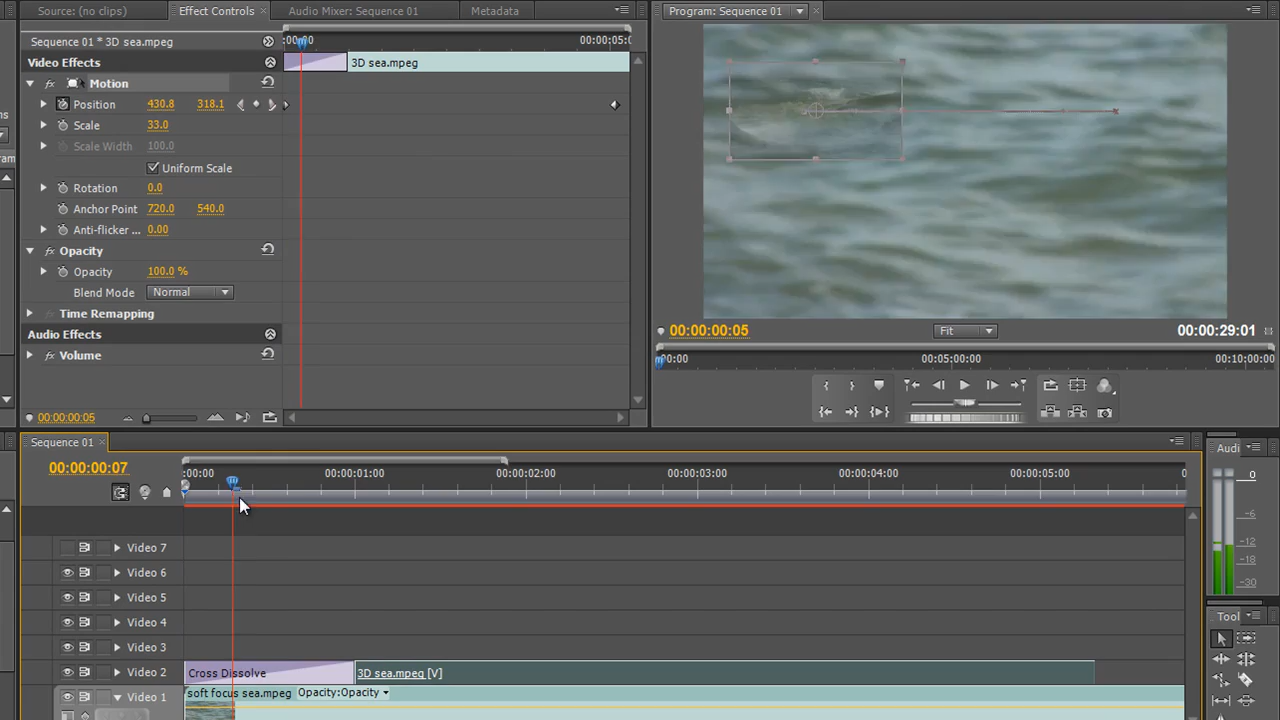 Source: (no clips)
Effect Controls
Audio Mixer: Sequence 01
Metadata
Program: Sequence 01
:00:00
00:00:05:0
Sequence 01 * 3D sea.mpeg
Video Effects
3D sea.mpeg
Motion
Position 430.8 318.1
Scale 33.0
Scale Width 100.0
Uniform Scale
Rotation 0.0
Anchor Point 720.0 540.0
Anti-flicker ... 0.00
Opacity
Opacity 100.0 %
Blend Mode Normal
Time Remapping
Audio Effects
Volume
00:00:00:05
00:00:00:05
Fit
00:00:29:01
00:00
00:05:00:00
00:10:00:0
Sequence 01
00:00:00:07
:00:00
00:00:01:00
00:00:02:00
00:00:03:00
00:00:04:00
00:00:05:00
0
Video 7
Video 6
Video 5
Video 4
Video 3
Video 2
Cross Dissolve
3D sea.mpeg [V]
Video 1
soft focus sea.mpeg Opacity:Opacity
Audi
0
-6
-12
-18
-30
Tool